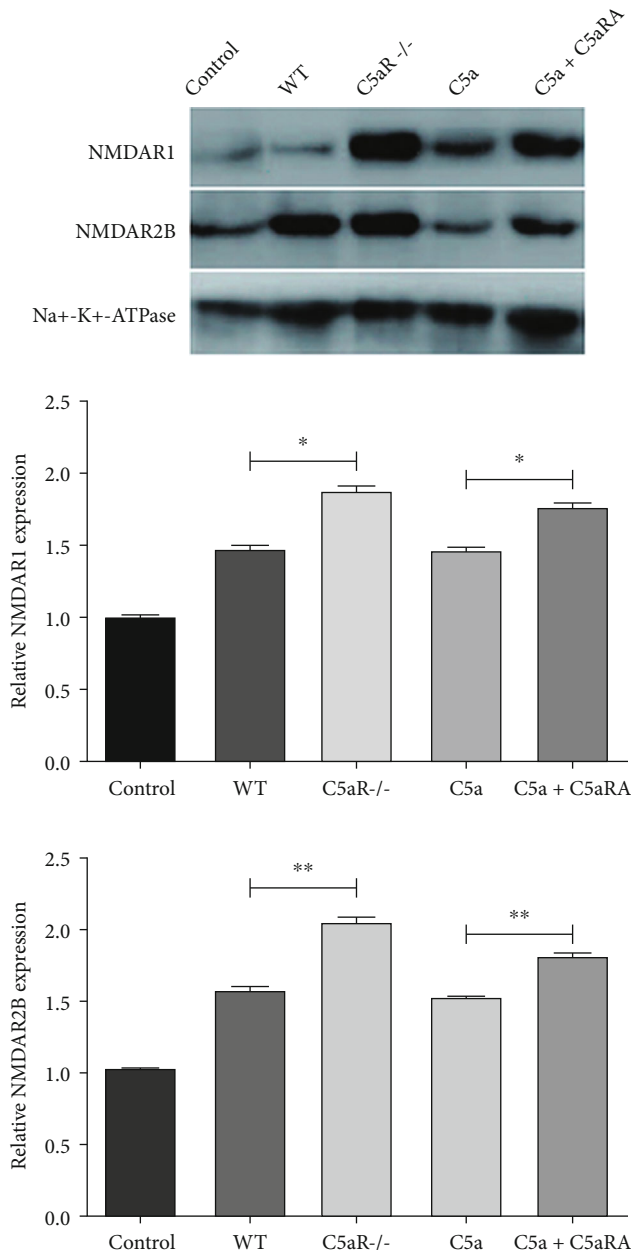 Control WT C5aR -/- C5a C5a + C5aRA
NMDAR1
NMDAR2B
Na+-K+-ATPase
Relative NMDAR1 expression
2.5
2.0
1.5
1.0
0.5
0.0
* *
Control WT C5aR-/- C5a C5a + C5aRA
Relative NMDAR2B expression
2.5
2.0
1.5
1.0
0.5
0.0
** **
Control WT C5aR-/- C5a C5a + C5aRA